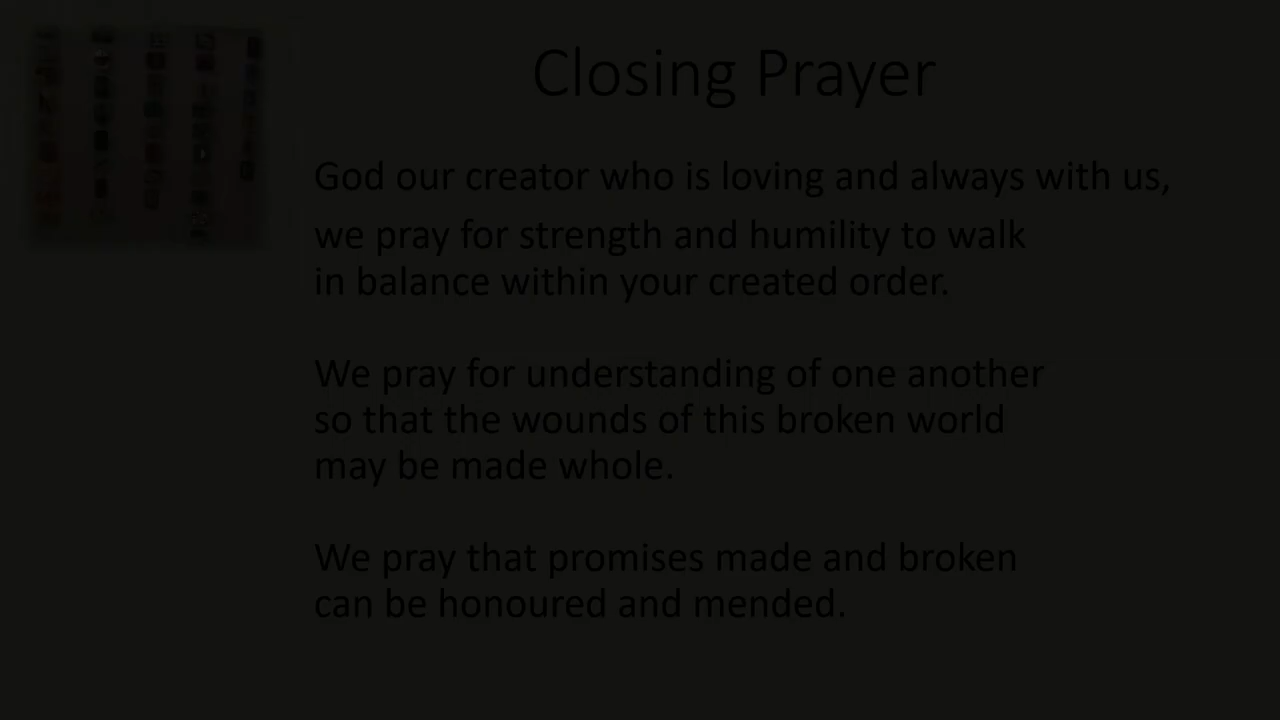 Closing Prayer
God our creator who is loving and always with us,
we pray for strength and humility to walk
in balance within your created order.
We pray for understanding of one another
so that the wounds of this broken world
may be made whole.
We pray that promises made and broken
can be honoured and mended.